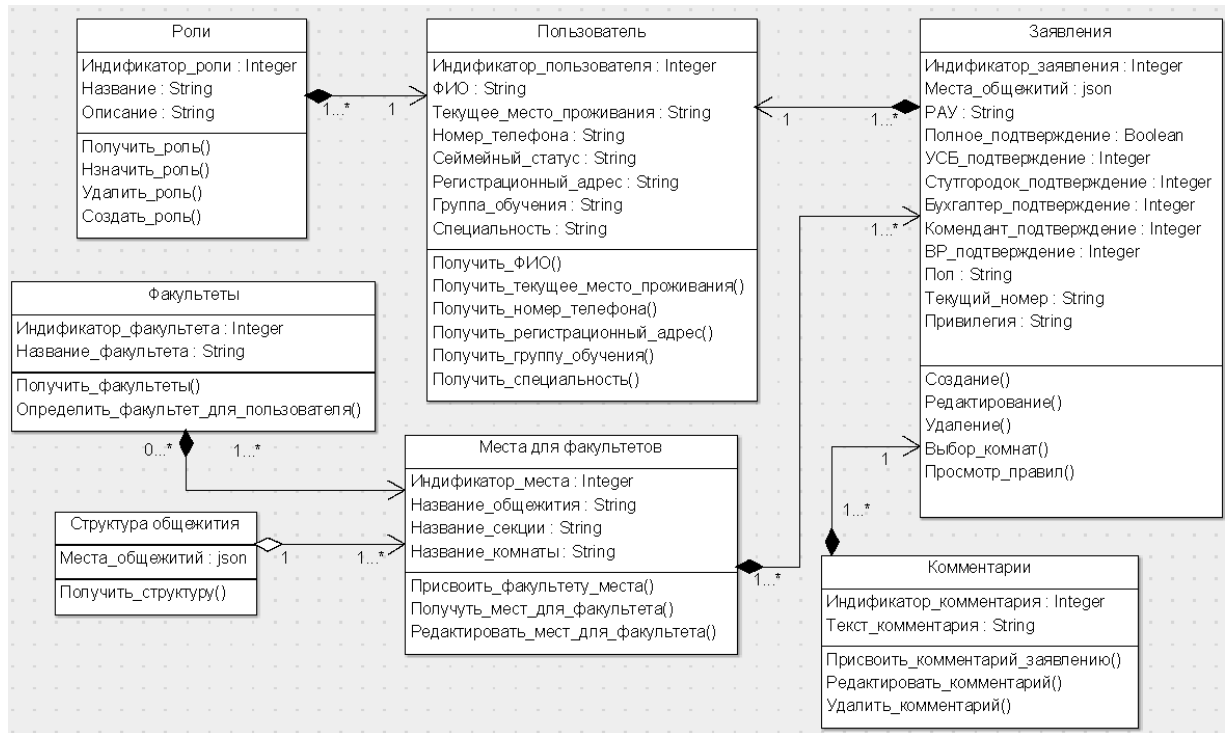 Роли
Индификатор_роли : Integer
Название : String
Описание : String
Получить_роль()
Нзначить_роль()
Удалить_роль()
Создать_роль()
1...*
1
Пользователь
Индификатор_пользователя : Integer
ФИО : String
Текущее_место_проживания : String
Номер_телефона : String
Сеймейный_статус : String
Регистрационный_адрес : String
Группа_обучения : String
Специальность : String
Получить_ФИО()
Получить_текущее_место_проживания()
Получить_номер_телефона()
Получить_регистрационный_адрес()
Получить_группу_обучения()
Получить_специальность()
1
1...*
1...*
Заявления
Индификатор_заявления : Integer
Места_общежитий : json
РАУ : String
Полное_подтверждение : Boolean
УСБ_подтверждение : Integer
Стутгородок_подтверждение : Integer
Бухгалтер_подтверждение : Integer
Комендант_подтверждение : Integer
ВР_подтверждение : Integer
Пол : String
Текущий_номер : String
Привилегия : String
Создание()
Редактирование()
Удаление()
Выбор_комнат()
Просмотр_правил()
Факультеты
Индификатор_факультета : Integer
Название_факультета : String
Получить_факультеты()
Определить_факультет_для_пользователя()
0...*
1...*
Места для факультетов
Индификатор_места : Integer
Название_общежития : String
Название_секции : String
Название_комнаты : String
Присвоить_факультету_места()
Получуть_мест_для_факультета()
Редактировать_мест_для_факультета()
1...*
1
1...*
Структура общежития
Места_общежитий : json
Получить_структуру()
1
1...*
Комментарии
Индификатор_комментария : Integer
Текст_комментария : String
Присвоить_комментарий_заявлению()
Редактировать_комментарий()
Удалить_комментарий()